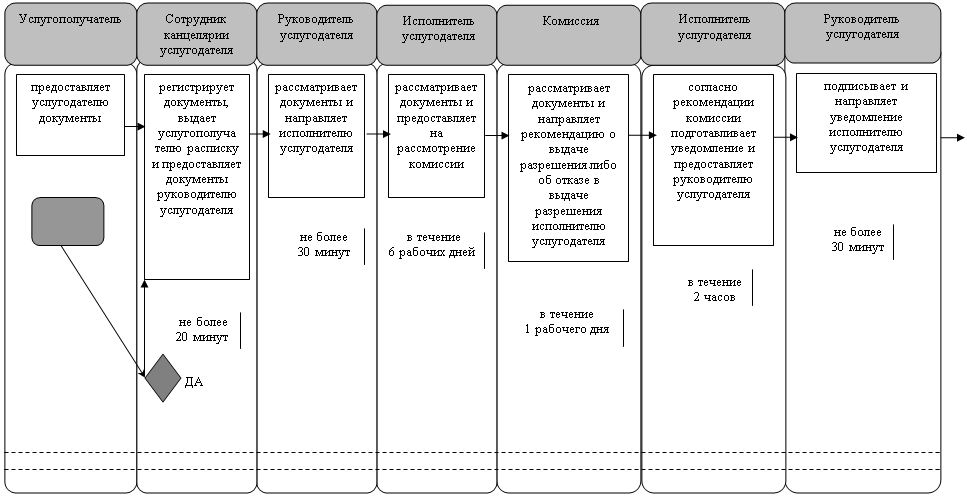 Услугополучатель
Сотрудник
канцелярии
услугодателя
Руководитель
услугодателя
Исполнитель
услугодателя
Комиссия
Исполнитель
услугодателя
Руководитель
услугодателя
предоставляет
услугодателю
документы
регистрирует
документы,
выдает
услугополуча
телю расписку
и предоставляет
документы
руководителю
услугодателя
рассматривает
документы и
направляет
исполнителю
услугодателя
рассматривает
документы и
предоставляет
на
рассмотрение
комиссии
рассматривает
документы и
направляет
рекомендацию о
выдаче
разрешения либо
об отказе в
выдаче
разрешения
исполнителю
услугодателя
согласно
рекомендации
комиссии
подготавливает
уведомление и
предоставляет
руководителю
услугодателя
подписывает и
направляет
уведомление
исполнителю
услугодателя
не более
20 минут
не более
30 минут
в течение
6 рабочих дней
в течение
1 рабочего дня
в течение
2 часов
не более
30 минут
ДА